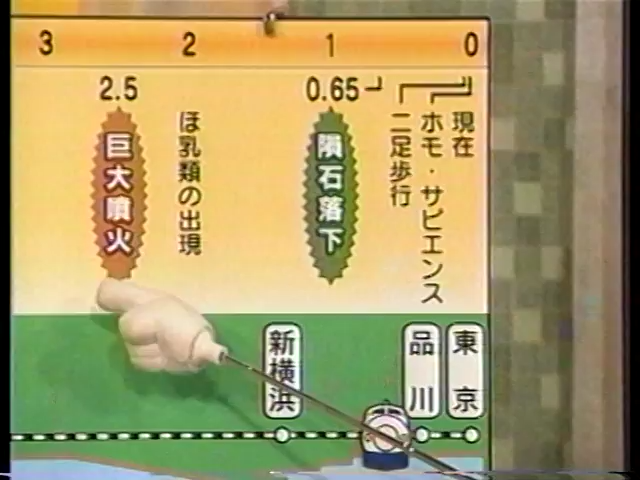 3 2 1 0
2.5 0.65
巨大噴火
ほ乳類の出現
隕石落下
二足歩行
ホモ・サピエンス
現在
新横浜
品川
東京